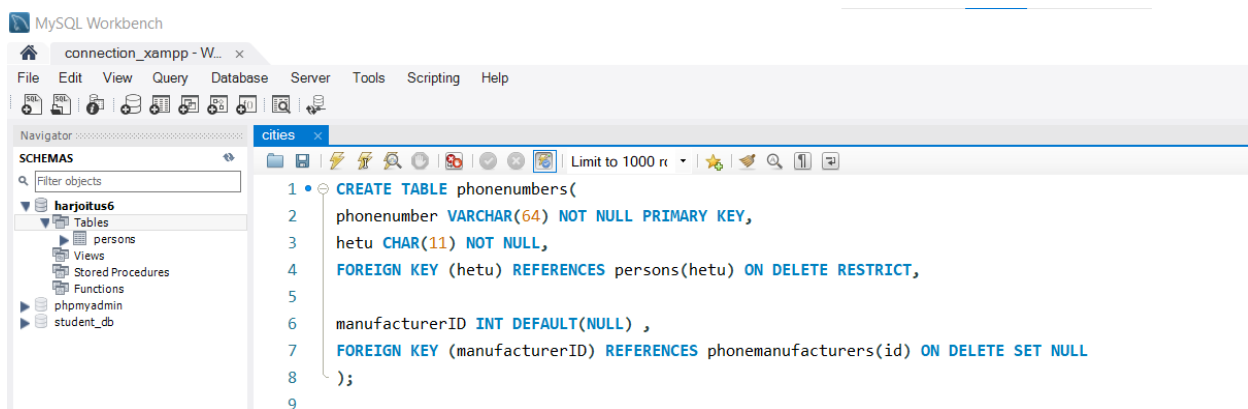 MySQL Workbench
connection_xampp - W... ×
File Edit View Query Database Server Tools Scripting Help
Navigator
SCHEMAS
Filter objects
harjoitus6
Tables
persons
Views
Stored Procedures
Functions
phpmyadmin
student_db
cities ×
Limit to 1000 r
1 CREATE TABLE phonenumbers(
2 phonenumber VARCHAR(64) NOT NULL PRIMARY KEY,
3 hetu CHAR(11) NOT NULL,
4 FOREIGN KEY (hetu) REFERENCES persons(hetu) ON DELETE RESTRICT,
5
6 manufacturerID INT DEFAULT(NULL) ,
7 FOREIGN KEY (manufacturerID) REFERENCES phonemanufacturers(id) ON DELETE SET NULL
8 );
9